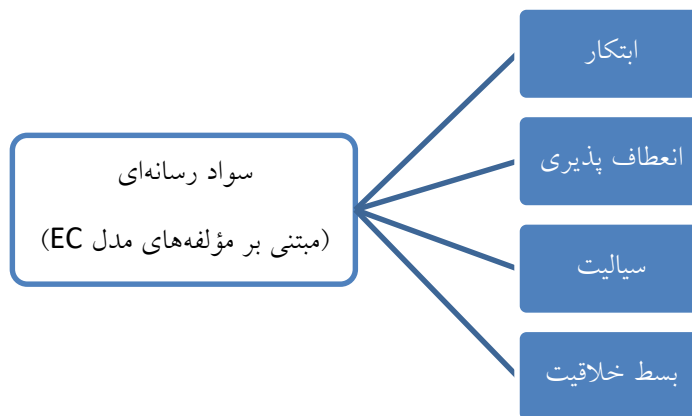 سواد رسانه‌ای
(مبتنی بر مؤلفه‌های مدل EC)
ابتکار
انعطاف پذیری
سیالیت
بسط خلاقیت